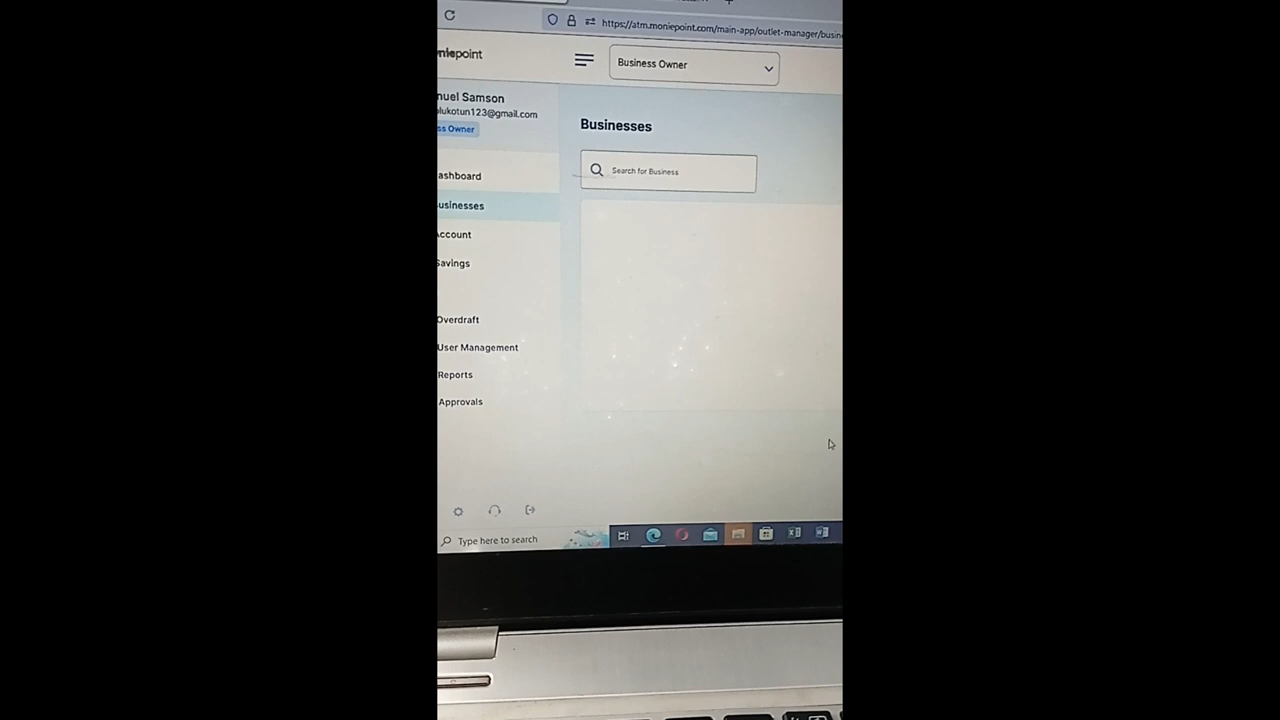 https://atm.moniepoint.com/main-app/outlet-manager/busin
niepoint
Business Owner
nuel Samson
olukotun123@gmail.com
ss Owner
Businesses
Search for Business
ashboard
usinesses
Account
Savings
Overdraft
User Management
Reports
Approvals
Type here to search